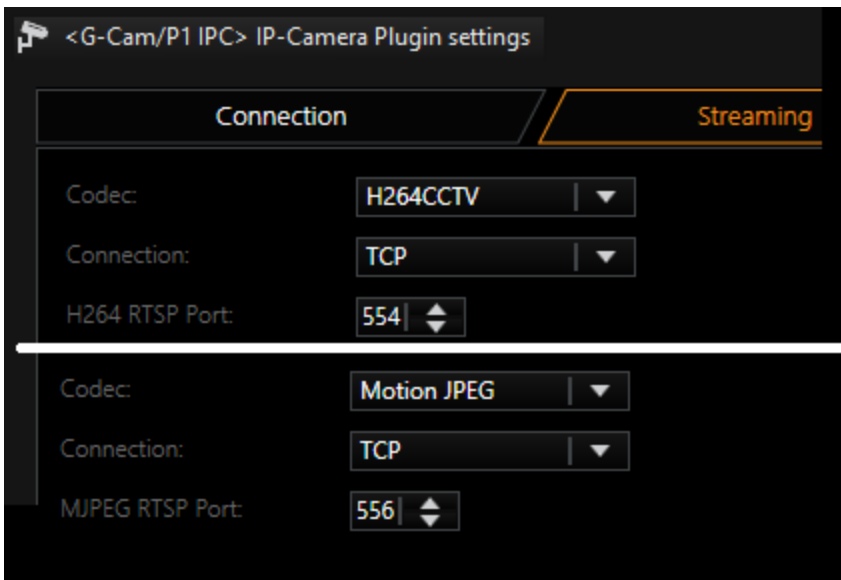 <G-Cam/P1 IPC> IP-Camera Plugin settings
Connection Streaming
Codec: H264CCTV
Connection: TCP
H264 RTSP Port: 554
Codec: Motion JPEG
Connection: TCP
MJPEG RTSP Port: 556